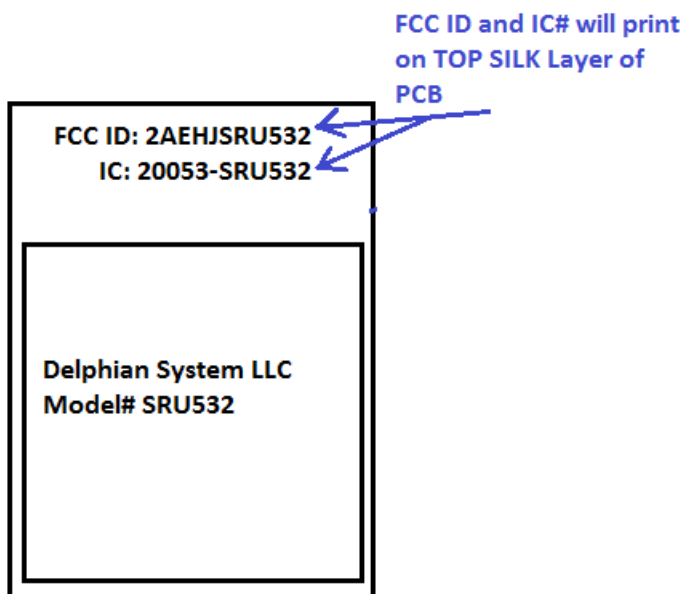 FCC ID and IC# will print
on TOP SILK Layer of
PCB
FCC ID: 2AEHJSRU532
IC: 20053-SRU532
Delphian System LLC
Model# SRU532